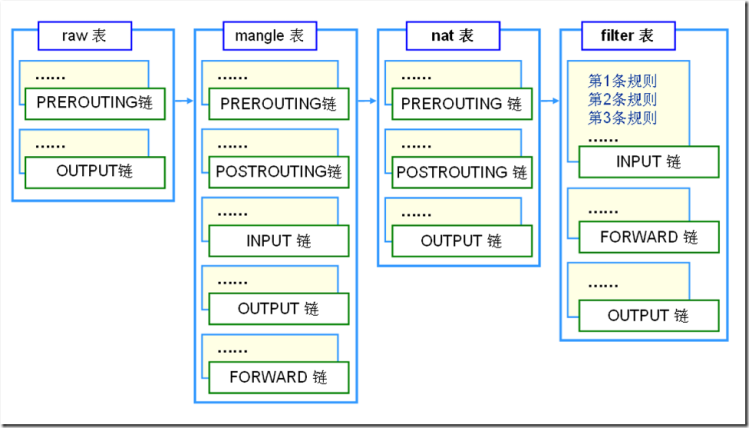 raw 表
……
PREROUTING链
……
OUTPUT链
mangle 表
……
PREROUTING链
……
POSTROUTING链
……
INPUT 链
……
OUTPUT 链
……
FORWARD 链
nat 表
……
PREROUTING 链
……
POSTROUTING 链
……
OUTPUT 链
filter 表
第1条规则
第2条规则
第3条规则
……
INPUT 链
……
FORWARD 链
……
OUTPUT 链